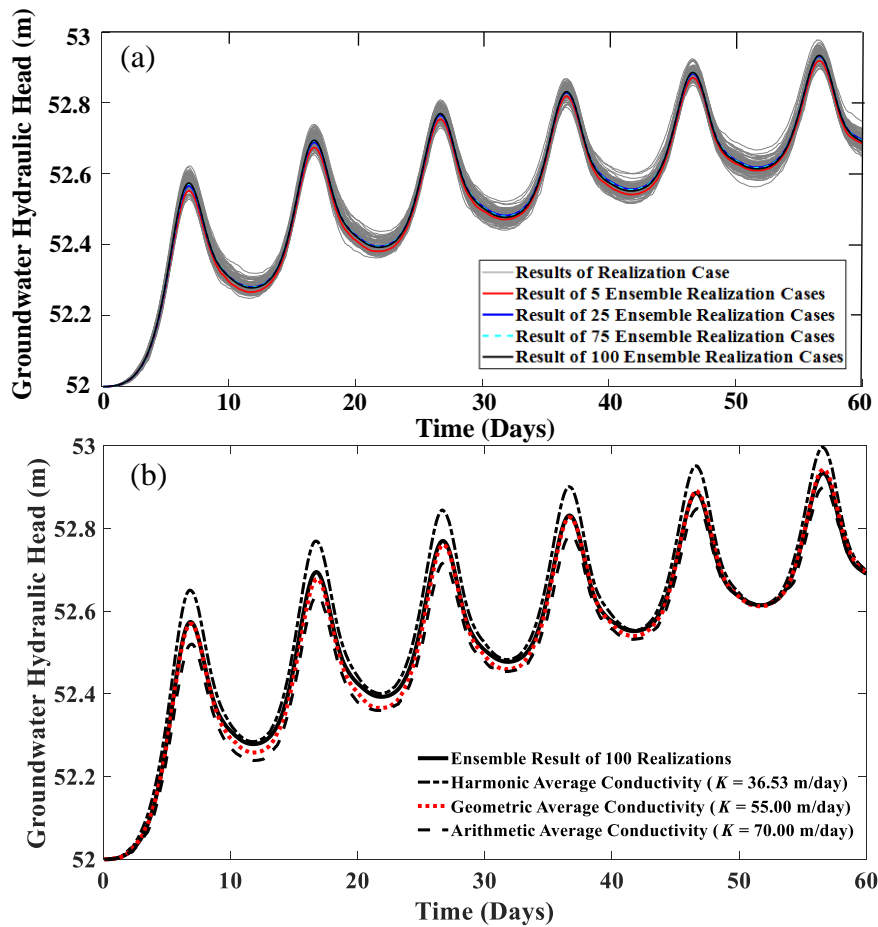 (a)
Groundwater Hydraulic Head (m)
53
52.8
52.6
52.4
52.2
52
Results of Realization Case
Result of 5 Ensemble Realization Cases
Result of 25 Ensemble Realization Cases
Result of 75 Ensemble Realization Cases
Result of 100 Ensemble Realization Cases
0 10 20 30 40 50 60
Time (Days)
(b)
Groundwater Hydraulic Head (m)
53
52.8
52.6
52.4
52.2
52
Ensemble Result of 100 Realizations
Harmonic Average Conductivity (K = 36.53 m/day)
Geometric Average Conductivity (K = 55.00 m/day)
Arithmetic Average Conductivity (K = 70.00 m/day)
0 10 20 30 40 50 60
Time (Days)